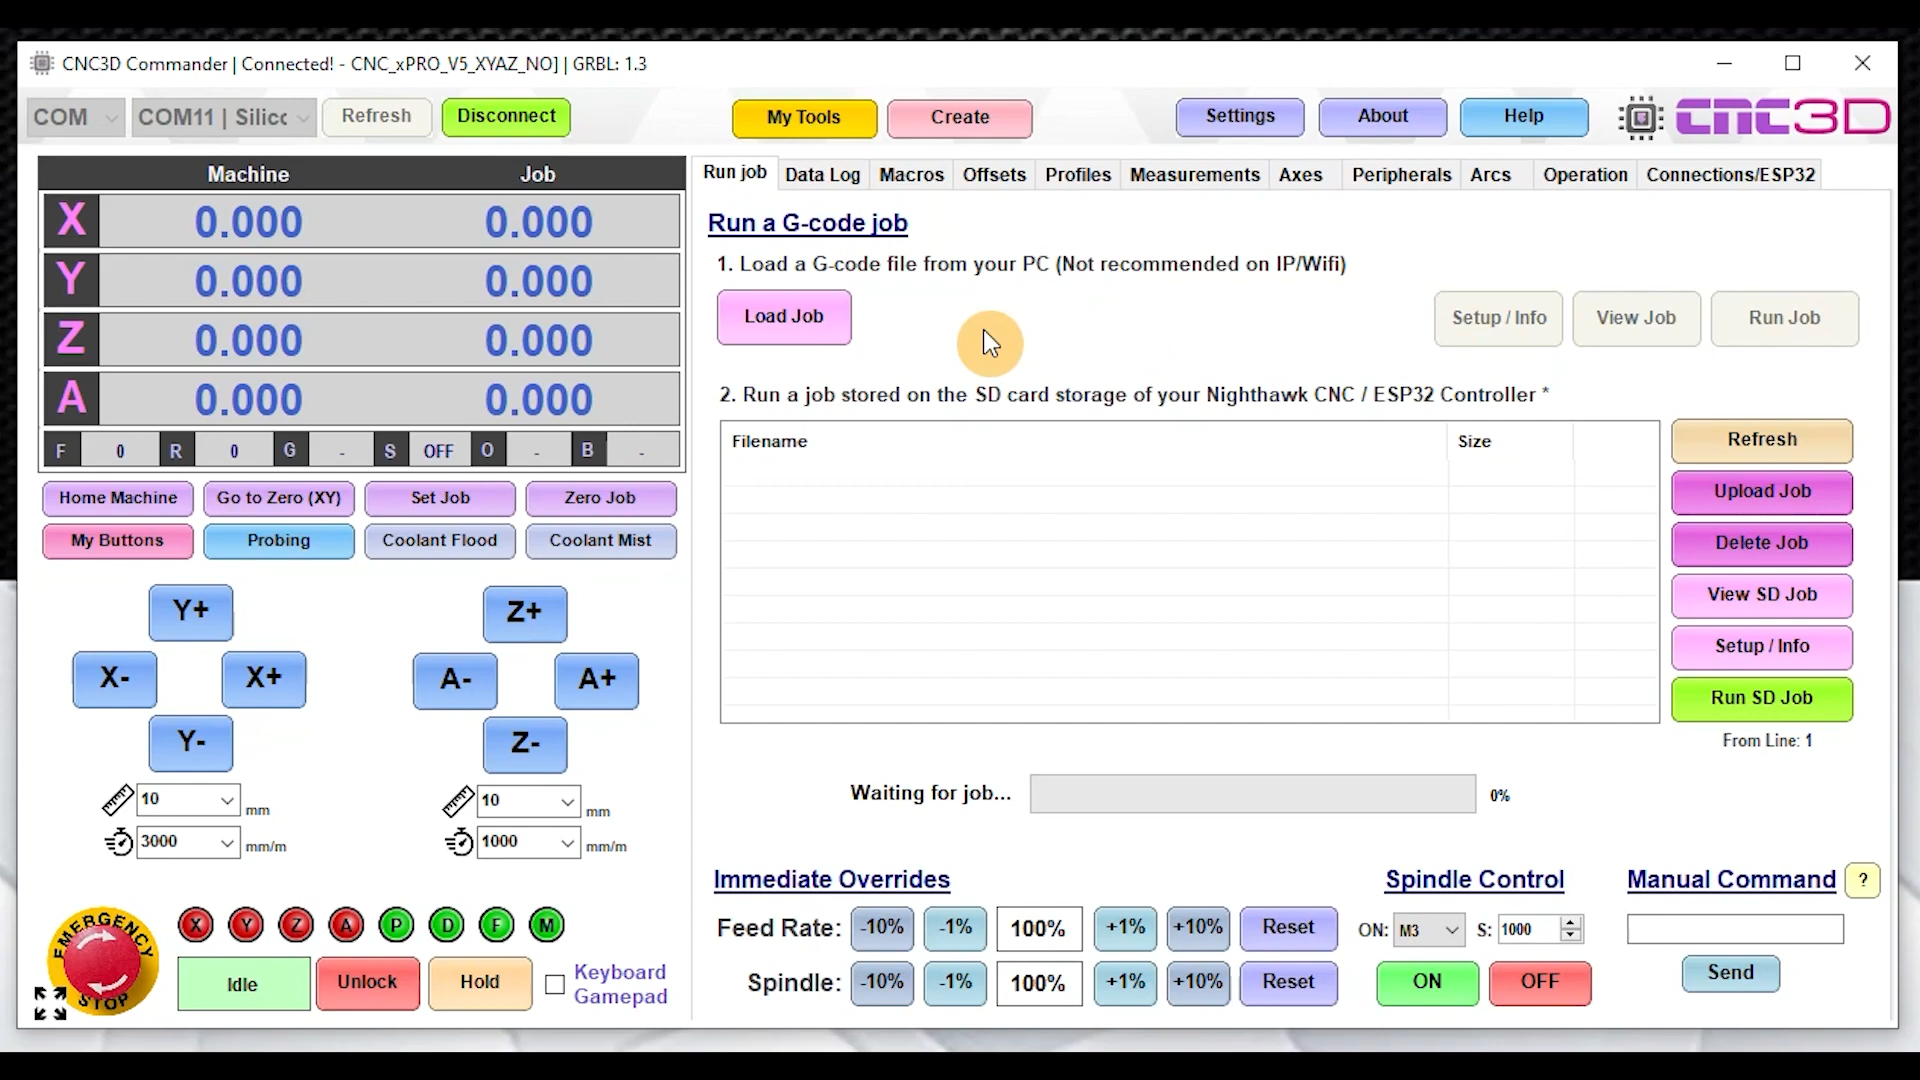 CNC3D Commander | Connected! - CNC_xPRO_V5_XYAZ_NO] | GRBL: 1.3
COM COM11 | Silicc Refresh Disconnect My Tools Create Settings About Help CNC3D
Machine Job
X 0.000 0.000
Y 0.000 0.000
Z 0.000 0.000
A 0.000 0.000
F 0 R 0 G - S OFF O - B -
Home Machine Go to Zero (XY) Set Job Zero Job
My Buttons Probing Coolant Flood Coolant Mist
Y+ Z+
X- X+ A- A+
Y- Z-
10 mm 10 mm
3000 mm/m 1000 mm/m
EMERGENCY
STOP
X Y Z A P D F M
Idle Unlock Hold
Keyboard
Gamepad
Run job Data Log Macros Offsets Profiles Measurements Axes Peripherals Arcs Operation Connections/ESP32
Run a G-code job
1. Load a G-code file from your PC (Not recommended on IP/Wifi)
Load Job Setup / Info View Job Run Job
2. Run a job stored on the SD card storage of your Nighthawk CNC / ESP32 Controller *
Filename Size
Refresh
Upload Job
Delete Job
View SD Job
Setup / Info
Run SD Job
From Line: 1
Waiting for job... 0%
Immediate Overrides
Feed Rate: -10% -1% 100% +1% +10% Reset
Spindle: -10% -1% 100% +1% +10% Reset
Spindle Control
ON: M3 S: 1000
ON OFF
Manual Command ?
Send